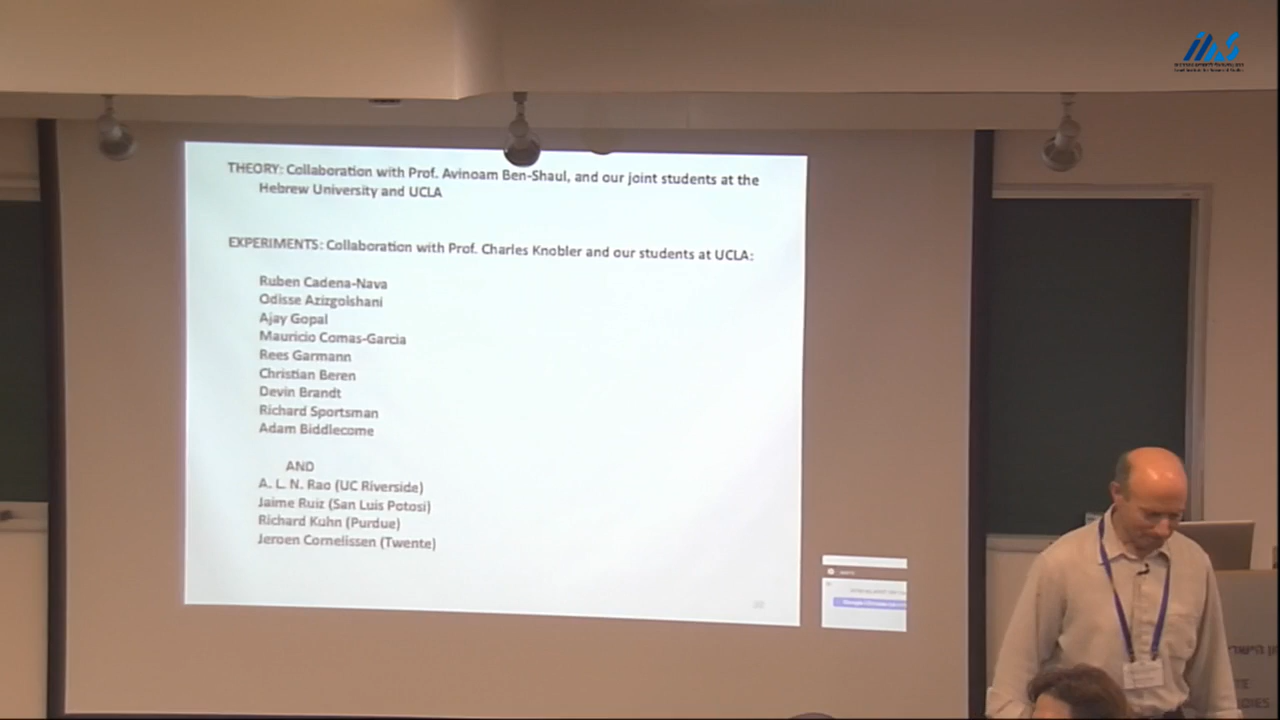 THEORY: Collaboration with Prof. Avinoam Ben-Shaul, and our joint students at the
Hebrew University and UCLA
EXPERIMENTS: Collaboration with Prof. Charles Knobler and our students at UCLA:
Ruben Cadena-Nava
Odisse Azizgolshani
Ajay Gopal
Mauricio Comas-Garcia
Rees Garmann
Christian Beren
Devin Brandt
Richard Sportsman
Adam Biddlecome
AND
A. L. N. Rao (UC Riverside)
Jaime Ruiz (San Luis Potosi)
Richard Kuhn (Purdue)
Jeroen Cornelissen (Twente)